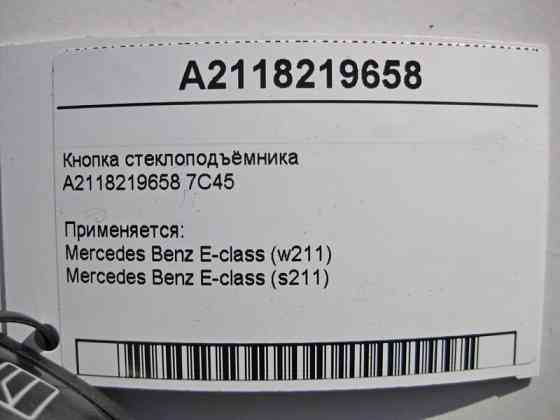 A2118219658
Кнопка стеклоподъёмника
A2118219658 7C45
Применяется:
Mercedes Benz E-class (w211)
Mercedes Benz E-class (s211)